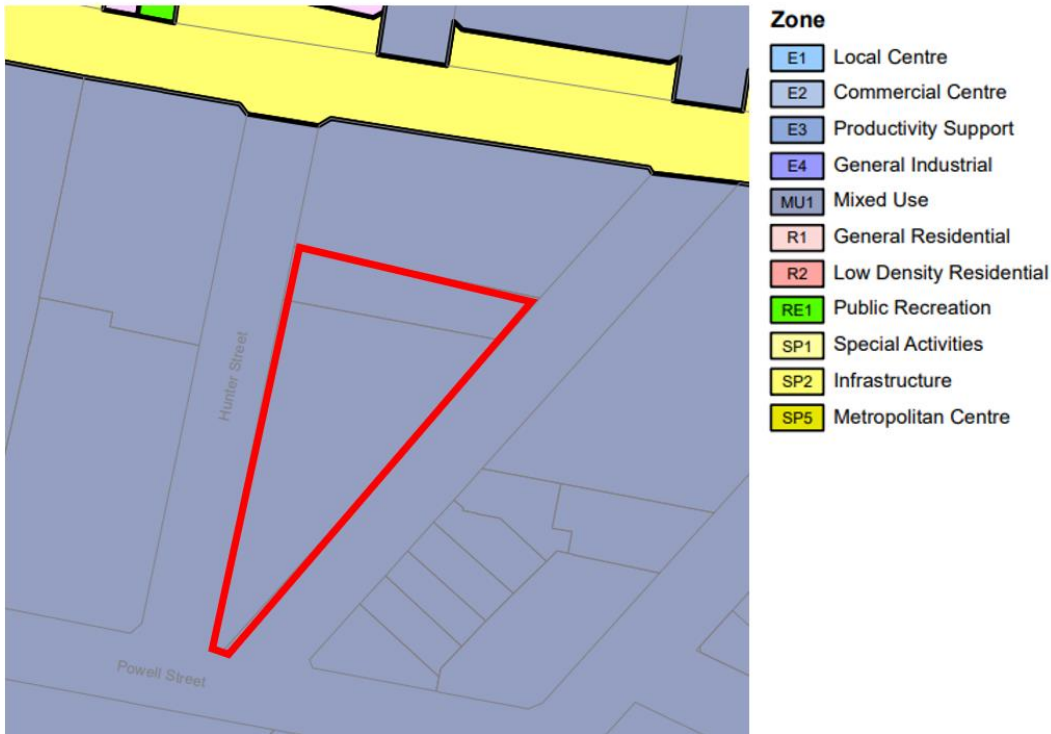 Hunter Street
Powell Street
Zone
E1 Local Centre
E2 Commercial Centre
E3 Productivity Support
E4 General Industrial
MU1 Mixed Use
R1 General Residential
R2 Low Density Residential
RE1 Public Recreation
SP1 Special Activities
SP2 Infrastructure
SP5 Metropolitan Centre